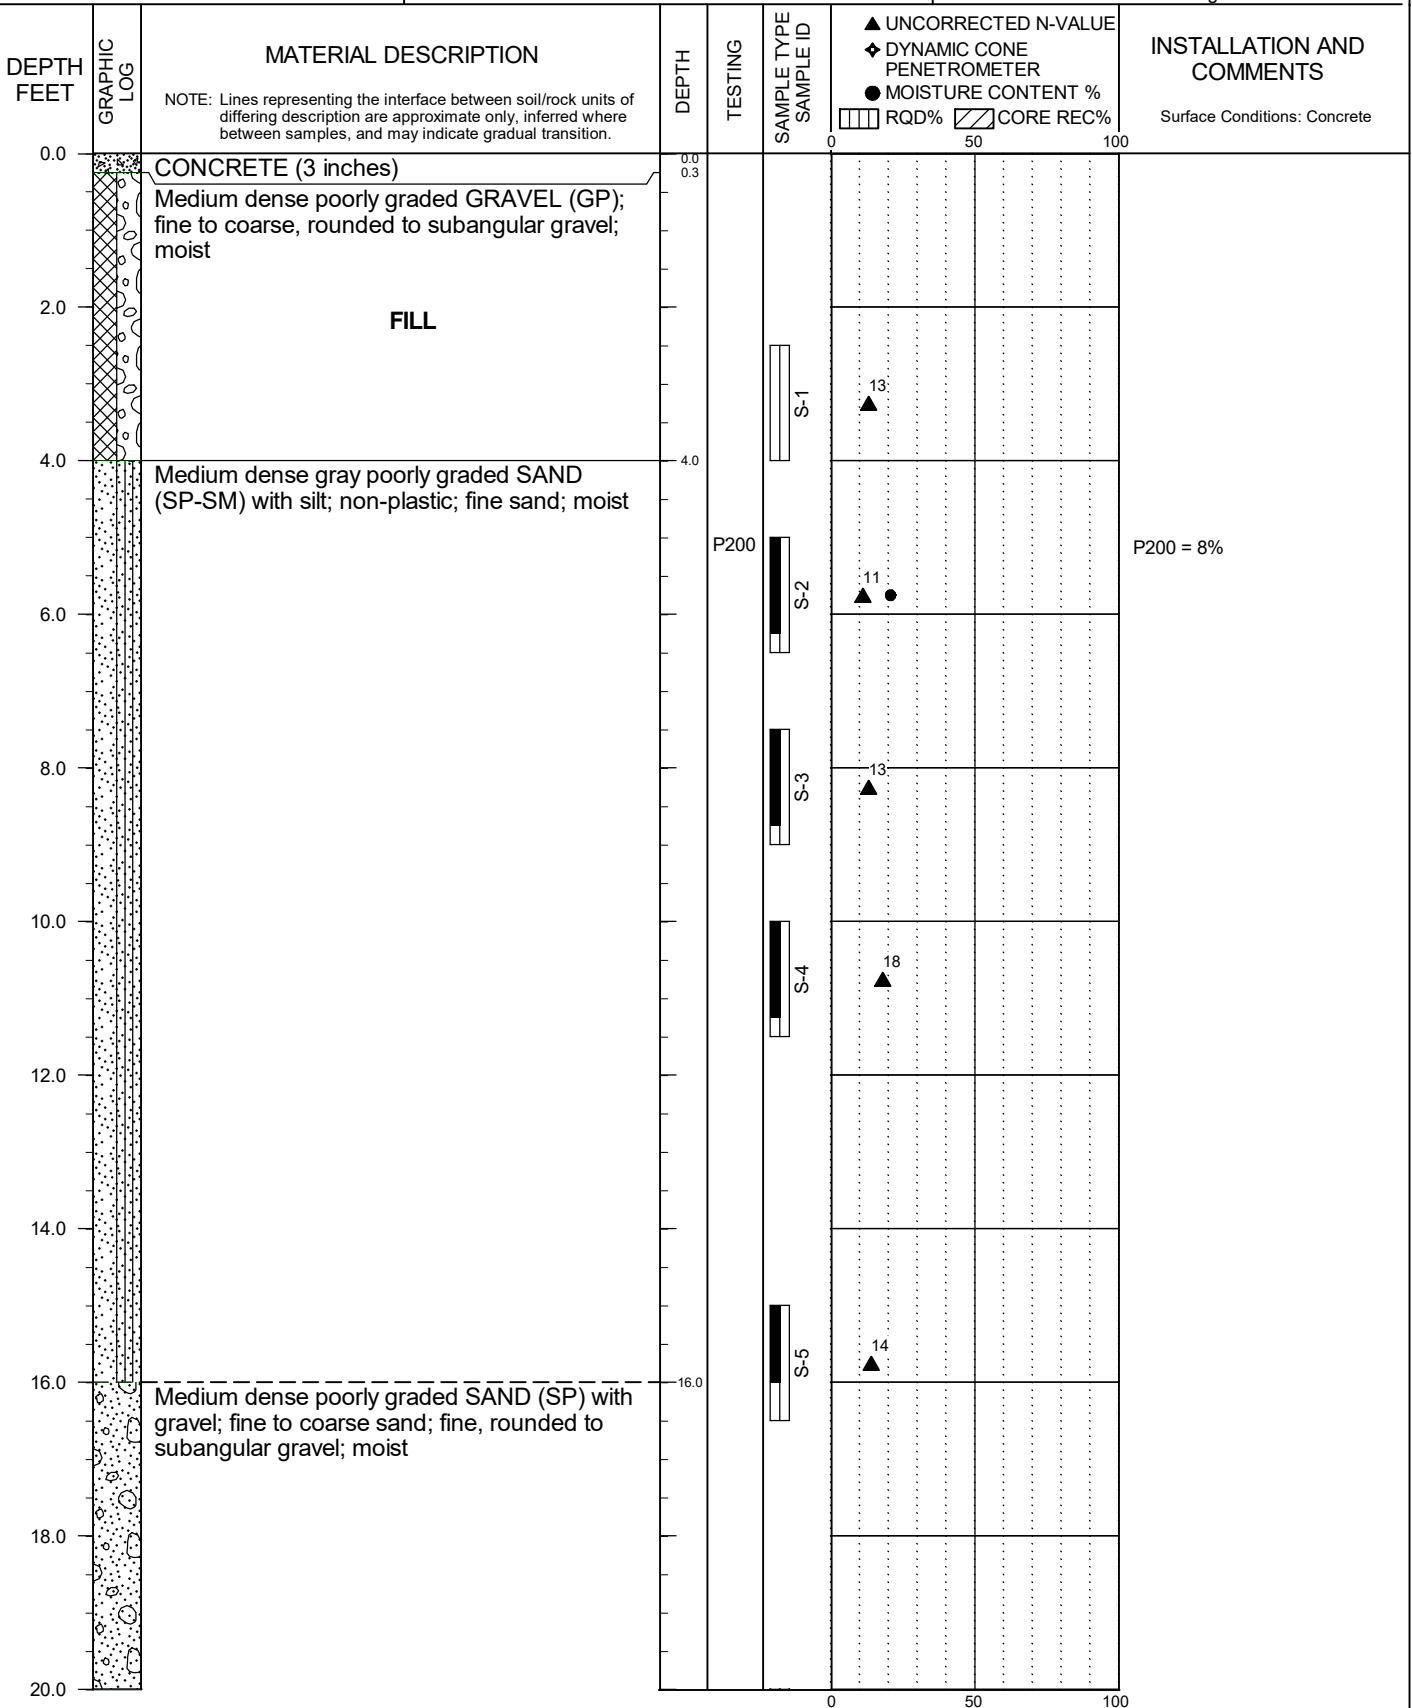 DEPTH
FEET
GRAPHIC
LOG
MATERIAL DESCRIPTION
NOTE: Lines representing the interface between soil/rock units of
differing description are approximate only, inferred where
between samples, and may indicate gradual transition.
DEPTH
TESTING
SAMPLE TYPE
SAMPLE ID
▲ UNCORRECTED N-VALUE
DYNAMIC CONE
PENETROMETER
● MOISTURE CONTENT %
RQD% CORE REC%
0 50 100
INSTALLATION AND
COMMENTS
Surface Conditions: Concrete
0.0
CONCRETE (3 inches)
0.0
0.3
Medium dense poorly graded GRAVEL (GP);
fine to coarse, rounded to subangular gravel;
moist
2.0
FILL
S-1
13
4.0
4.0
Medium dense gray poorly graded SAND
(SP-SM) with silt; non-plastic; fine sand; moist
P200
P200 = 8%
S-2
11
6.0
8.0
S-3
13
10.0
S-4
18
12.0
14.0
S-5
14
16.0
16.0
Medium dense poorly graded SAND (SP) with
gravel; fine to coarse sand; fine, rounded to
subangular gravel; moist
18.0
20.0
0 50 100